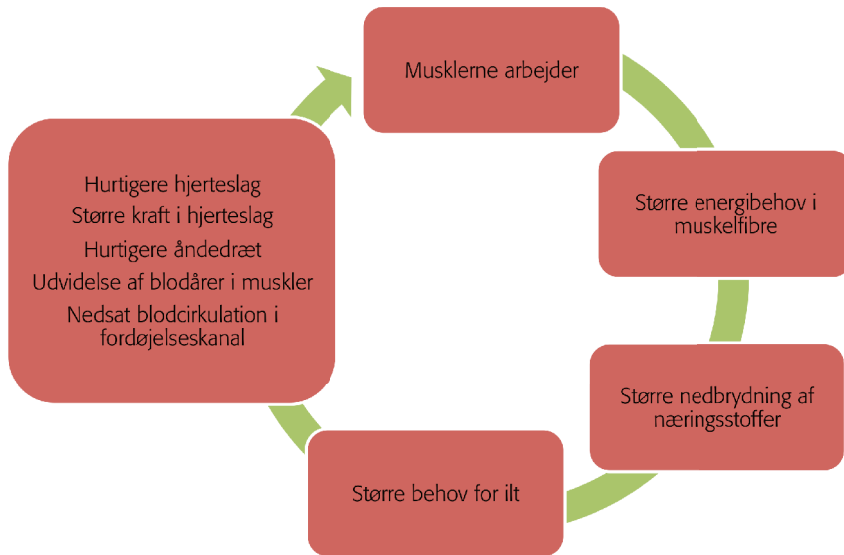 Musklerne arbejder
Større energibehov i
muskelfibre
Større nedbrydning af
næringsstoffer
Større behov for ilt
Hurtigere hjerteslag
Større kraft i hjerteslag
Hurtigere åndedræt
Udvidelse af blodårer i muskler
Nedsat blodcirkulation i
fordøjelseskanal